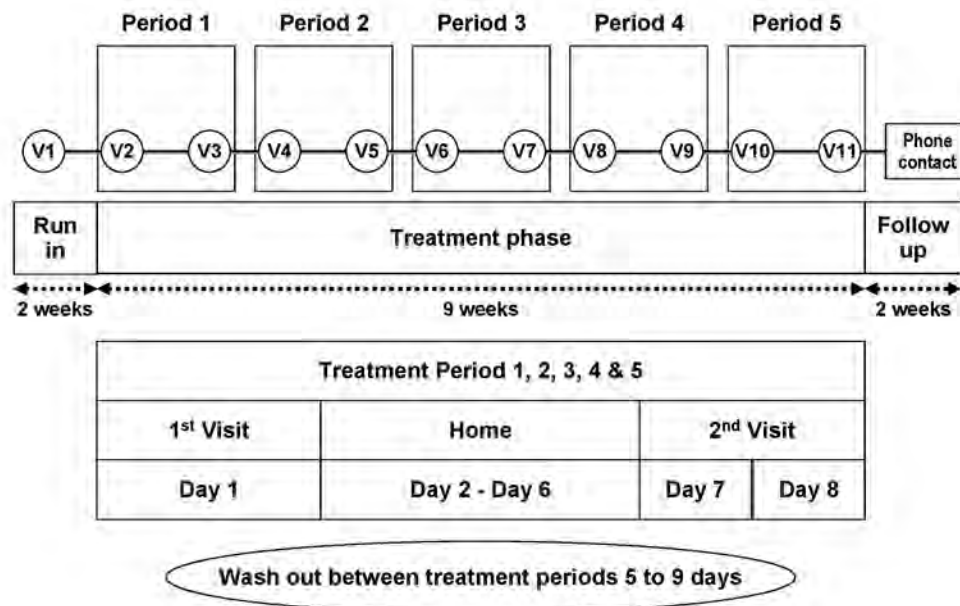 Period 1 Period 2 Period 3 Period 4 Period 5
V1 V2 V3 V4 V5 V6 V7 V8 V9 V10 V11 Phone
contact
Run
in
Treatment phase
Follow
up
2 weeks 9 weeks 2 weeks
Treatment Period 1, 2, 3, 4 & 5
1st Visit Home 2nd Visit
Day 1 Day 2 - Day 6 Day 7 Day 8
Wash out between treatment periods 5 to 9 days